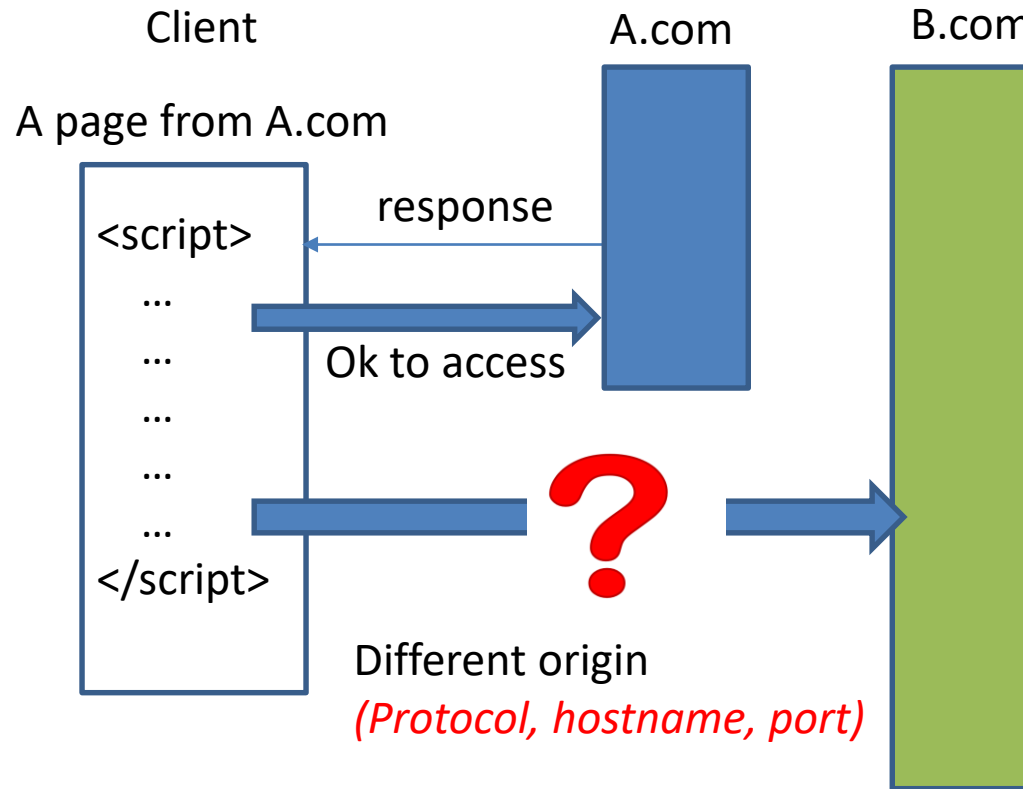 Client
A.com
B.com
A page from A.com
response
<script>
...
Ok to access
...
...
...
...
</script>
?
Different origin
(Protocol, hostname, port)